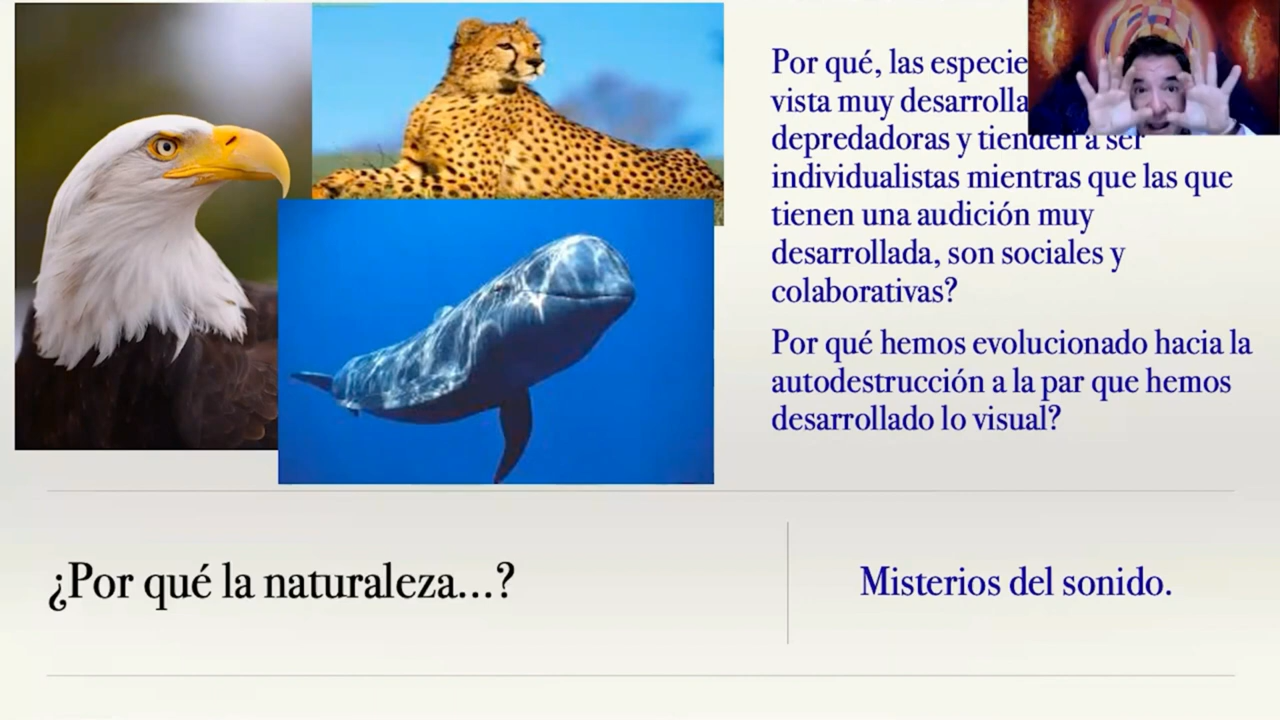 Por qué, las especie
vista muy desarrolla
depredadoras y tienden a ser
individualistas mientras que las que
tienen una audición muy
desarrollada, son sociales y
colaborativas?
Por qué hemos evolucionado hacia la
autodestrucción a la par que hemos
desarrollado lo visual?
¿Por qué la naturaleza...?
Misterios del sonido.